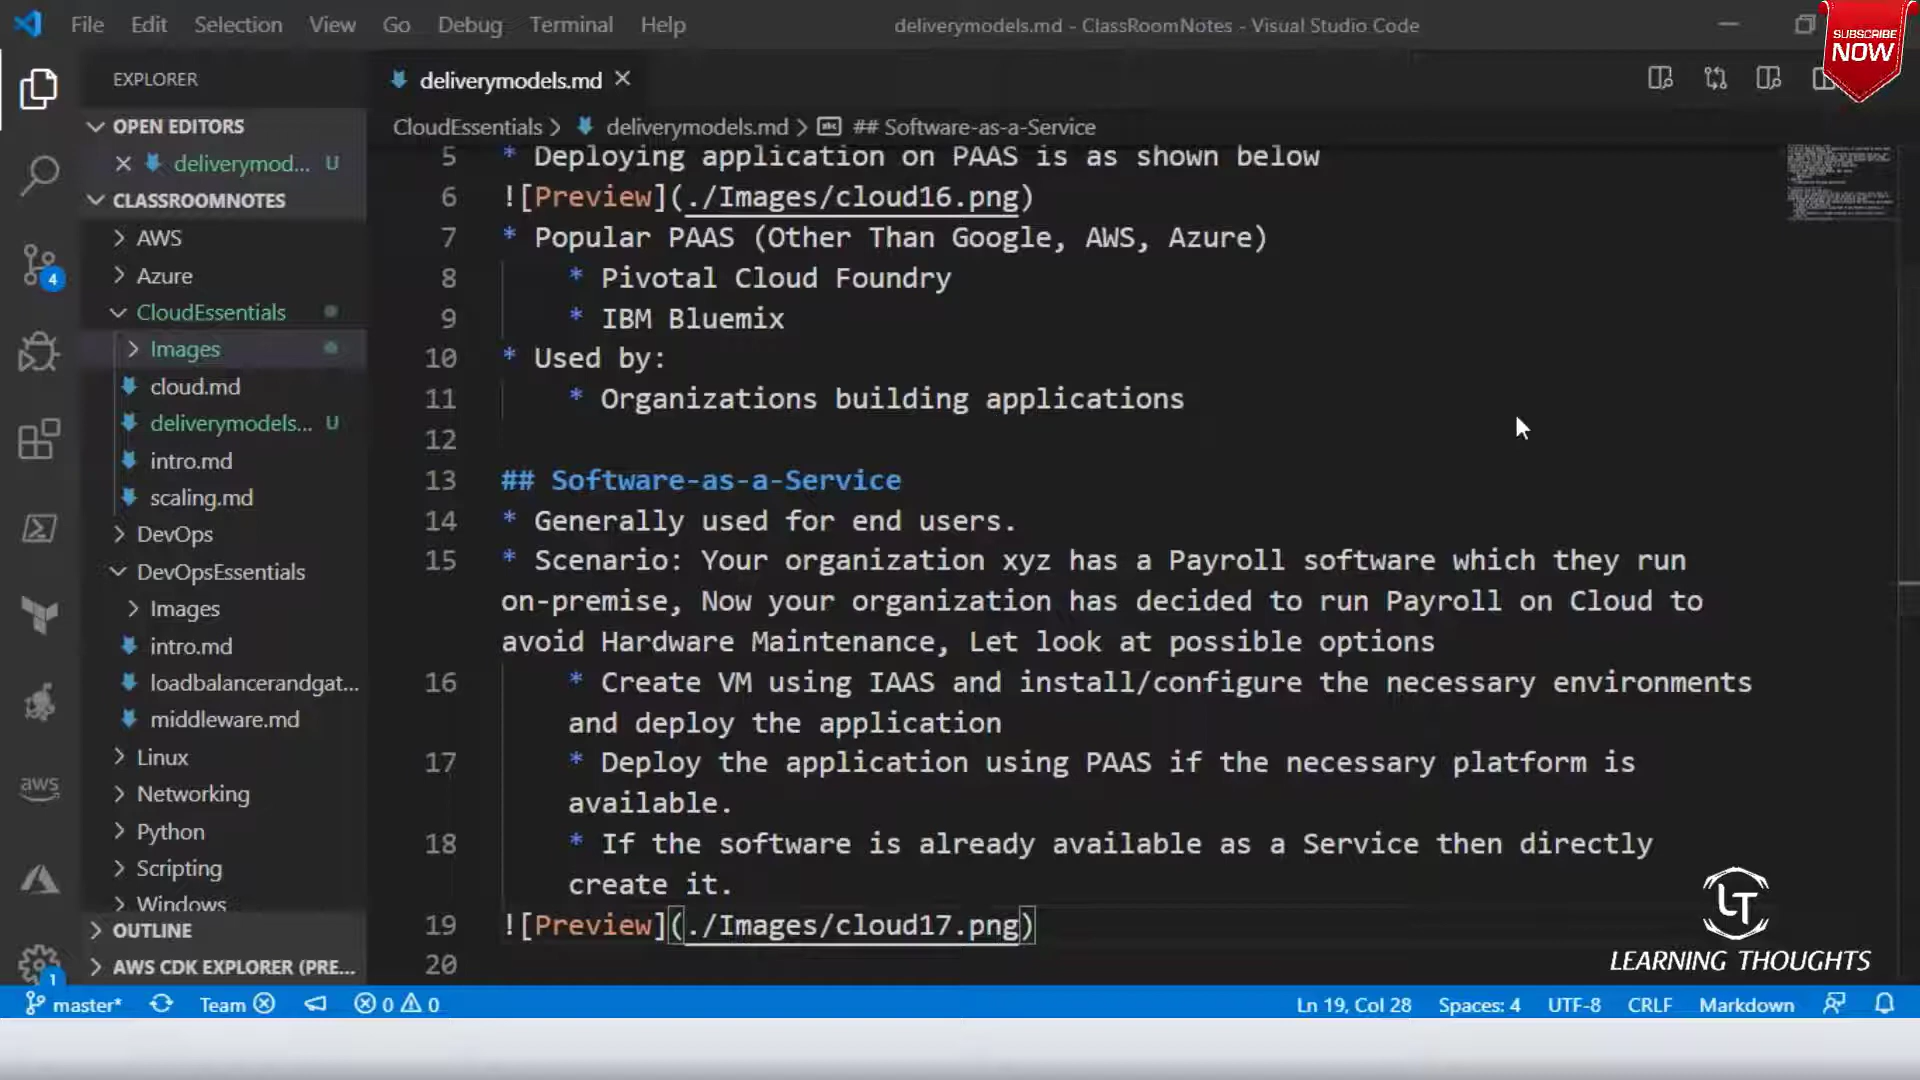 File Edit Selection View Go Debug Terminal Help
deliverymodels.md - ClassRoomNotes - Visual Studio Code
SUBSCRIBE
NOW
EXPLORER
OPEN EDITORS
deliverymod... U
CLASSROOMNOTES
AWS
Azure
CloudEssentials
Images
cloud.md
deliverymodels... U
intro.md
scaling.md
DevOps
DevOpsEssentials
Images
intro.md
loadbalancerandgat...
middleware.md
Linux
Networking
Python
Scripting
Windows
OUTLINE
AWS CDK EXPLORER (PRE...
4
aws
1
deliverymodels.md
CloudEssentials > deliverymodels.md > abc ## Software-as-a-Service
5 * Deploying application on PAAS is as shown below
6 ![Preview](./Images/cloud16.png)
7 * Popular PAAS (Other Than Google, AWS, Azure)
8 * Pivotal Cloud Foundry
9 * IBM Bluemix
10 * Used by:
11 * Organizations building applications
12
13 ## Software-as-a-Service
14 * Generally used for end users.
15 * Scenario: Your organization xyz has a Payroll software which they run
on-premise, Now your organization has decided to run Payroll on Cloud to
avoid Hardware Maintenance, Let look at possible options
16 * Create VM using IAAS and install/configure the necessary environments
and deploy the application
17 * Deploy the application using PAAS if the necessary platform is
available.
18 * If the software is already available as a Service then directly
create it.
19 ![Preview](./Images/cloud17.png)
20
LT
LEARNING THOUGHTS
master* Team 0 0
Ln 19, Col 28 Spaces: 4 UTF-8 CRLF Markdown